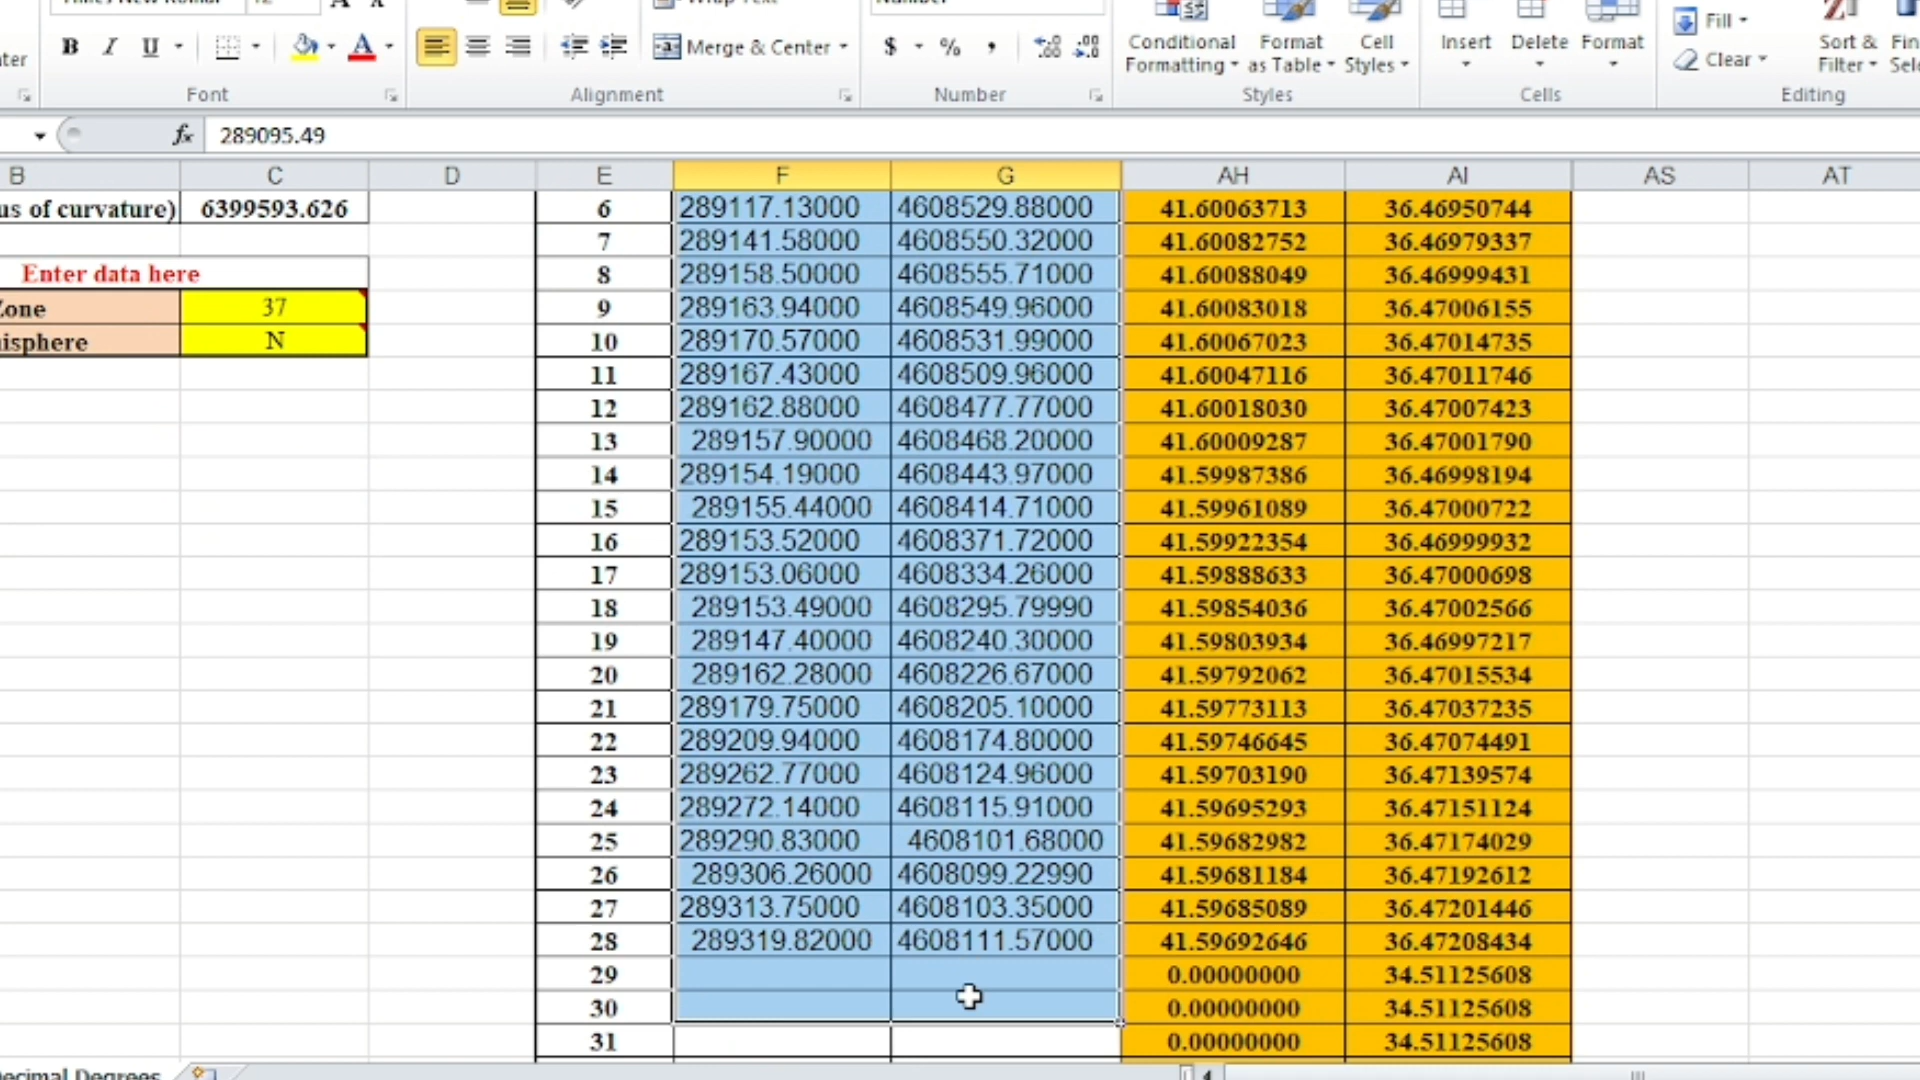 Times New Roman 12 A A Wrap Text Number
B I U Merge & Center $ % , Conditional Formatting Format as Table Cell Styles Insert Delete Format Fill Clear Sort & Filter
Font Alignment Number Styles Cells Editing
fx 289095.49
B C D E F G AH AI AS AT
us of curvature) 6399593.626 6 289117.13000 4608529.88000 41.60063713 36.46950744
7 289141.58000 4608550.32000 41.60082752 36.46979337
Enter data here 8 289158.50000 4608555.71000 41.60088049 36.46999431
Zone 37 9 289163.94000 4608549.96000 41.60083018 36.47006155
isphere N 10 289170.57000 4608531.99000 41.60067023 36.47014735
11 289167.43000 4608509.96000 41.60047116 36.47011746
12 289162.88000 4608477.77000 41.60018030 36.47007423
13 289157.90000 4608468.20000 41.60009287 36.47001790
14 289154.19000 4608443.97000 41.59987386 36.46998194
15 289155.44000 4608414.71000 41.59961089 36.47000722
16 289153.52000 4608371.72000 41.59922354 36.46999932
17 289153.06000 4608334.26000 41.59888633 36.47000698
18 289153.49000 4608295.79990 41.59854036 36.47002566
19 289147.40000 4608240.30000 41.59803934 36.46997217
20 289162.28000 4608226.67000 41.59792062 36.47015534
21 289179.75000 4608205.10000 41.59773113 36.47037235
22 289209.94000 4608174.80000 41.59746645 36.47074491
23 289262.77000 4608124.96000 41.59703190 36.47139574
24 289272.14000 4608115.91000 41.59695293 36.47151124
25 289290.83000 4608101.68000 41.59682982 36.47174029
26 289306.26000 4608099.22990 41.59681184 36.47192612
27 289313.75000 4608103.35000 41.59685089 36.47201446
28 289319.82000 4608111.57000 41.59692646 36.47208434
29 0.00000000 34.51125608
30 0.00000000 34.51125608
31 0.00000000 34.51125608
Decimal Degrees